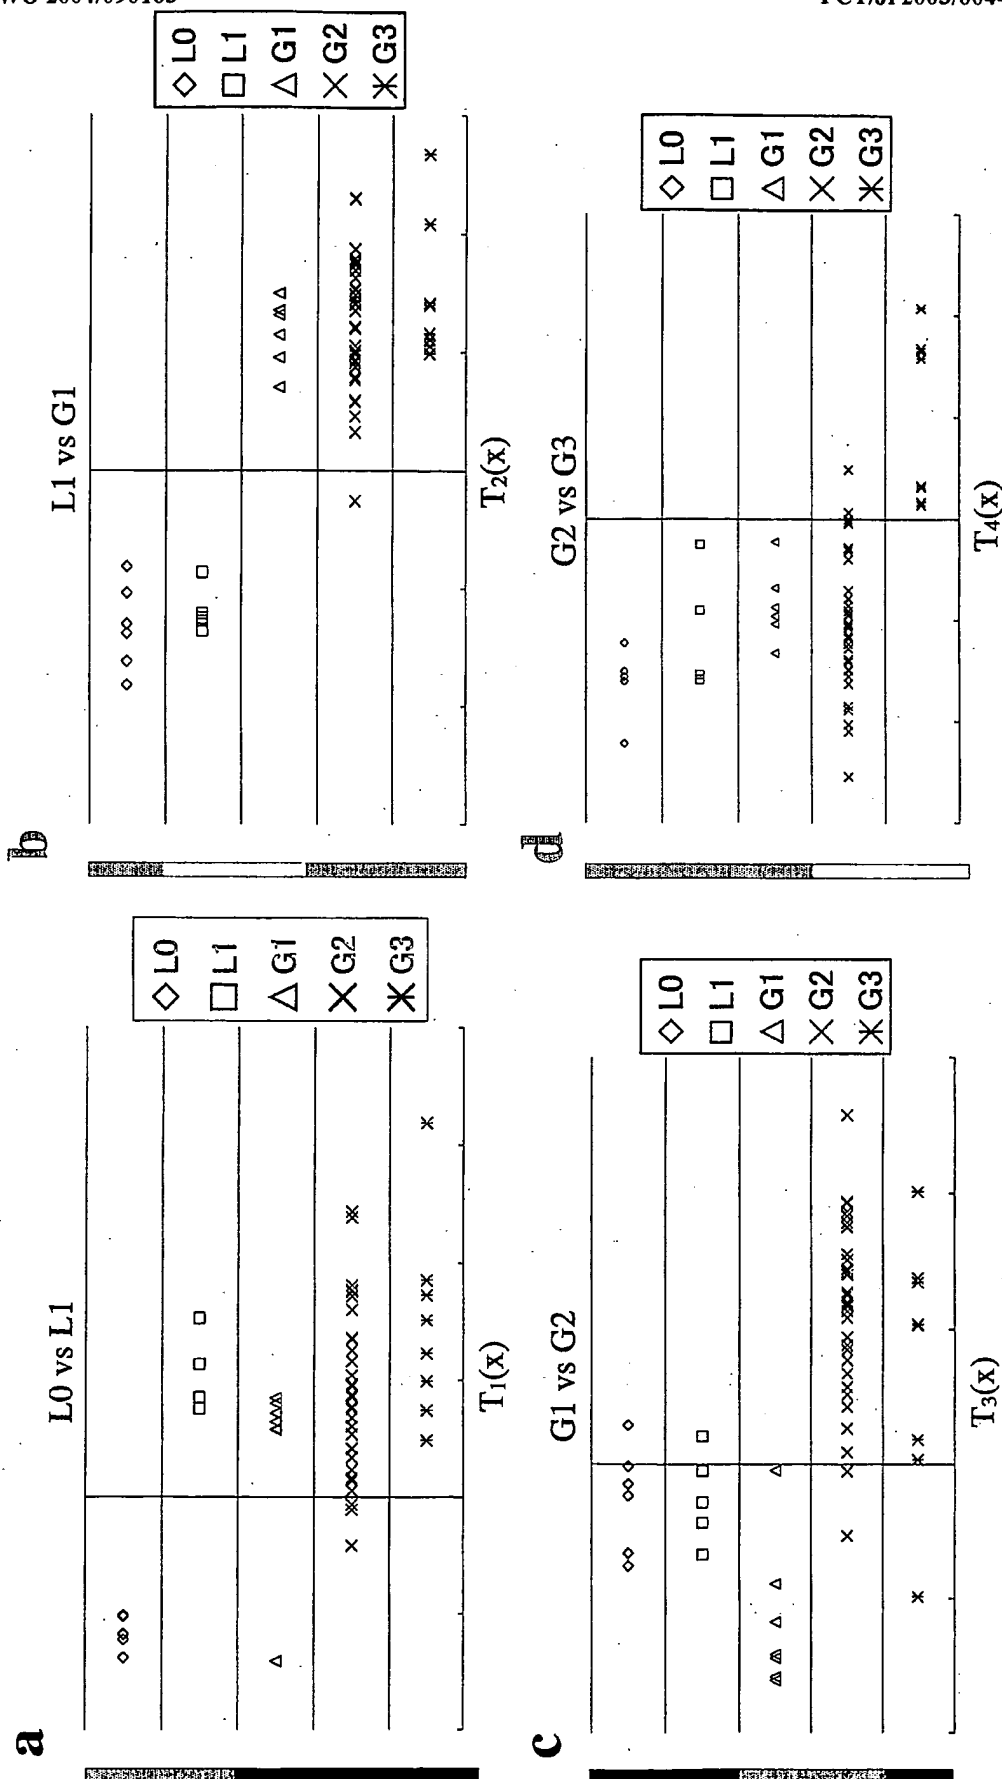 a
L0 vs L1
L0
L1
G1
G2
G3
T1(x)
b
L1 vs G1
L0
L1
G1
G2
G3
T2(x)
c
G1 vs G2
L0
L1
G1
G2
G3
T3(x)
d
G2 vs G3
L0
L1
G1
G2
G3
T4(x)